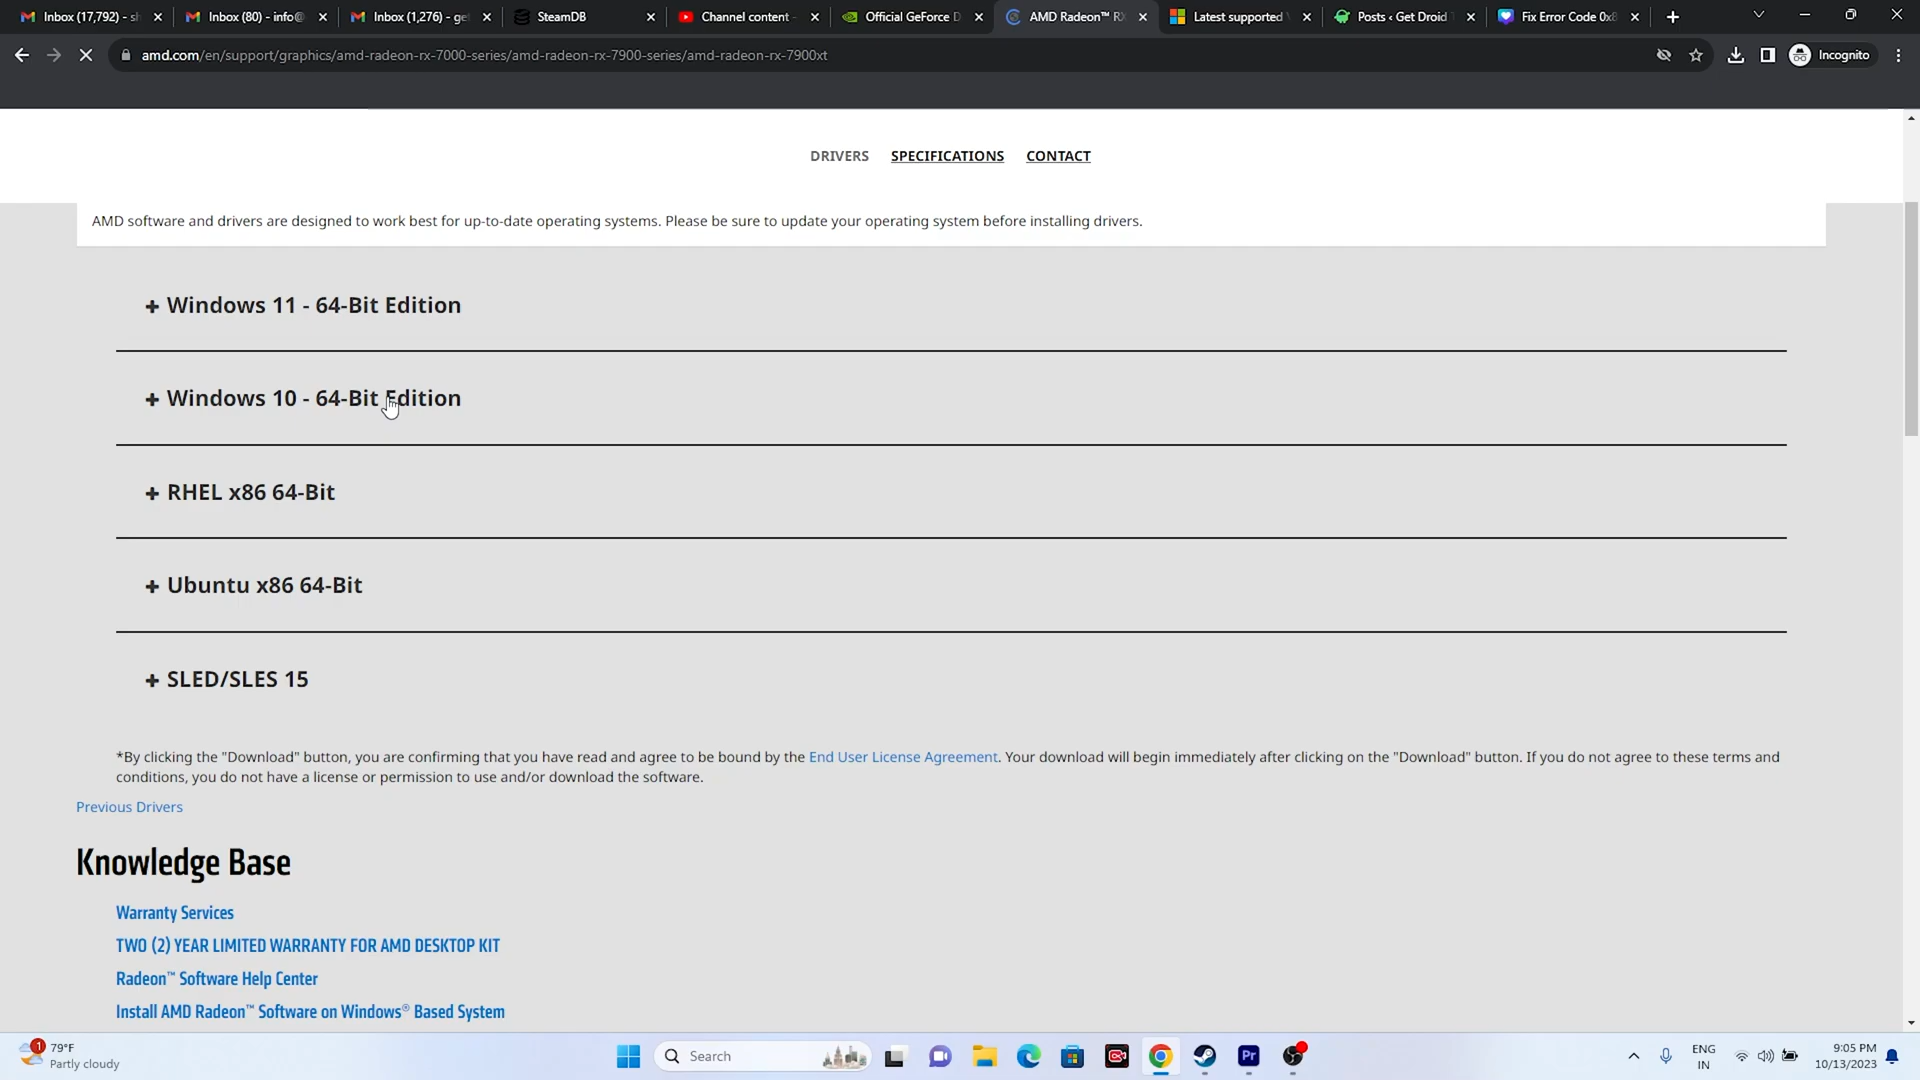 Inbox (17,792) - sh
Inbox (80) - info@
Inbox (1,276) - ge
SteamDB
Channel content -
Official GeForce D
AMD Radeon™ RX
Latest supported V
Posts ‹ Get Droid T
Fix Error Code 0x8
amd.com/en/support/graphics/amd-radeon-rx-7000-series/amd-radeon-rx-7900-series/amd-radeon-rx-7900xt
Incognito
DRIVERS SPECIFICATIONS CONTACT
AMD software and drivers are designed to work best for up-to-date operating systems. Please be sure to update your operating system before installing drivers.
+ Windows 11 - 64-Bit Edition
+ Windows 10 - 64-Bit Edition
+ RHEL x86 64-Bit
+ Ubuntu x86 64-Bit
+ SLED/SLES 15
*By clicking the "Download" button, you are confirming that you have read and agree to be bound by the End User License Agreement. Your download will begin immediately after clicking on the "Download" button. If you do not agree to these terms and
conditions, you do not have a license or permission to use and/or download the software.
Previous Drivers
Knowledge Base
Warranty Services
TWO (2) YEAR LIMITED WARRANTY FOR AMD DESKTOP KIT
Radeon™ Software Help Center
Install AMD Radeon™ Software on Windows® Based System
1
79°F
Partly cloudy
Search
Pr
ENG
IN
9:05 PM
10/13/2023